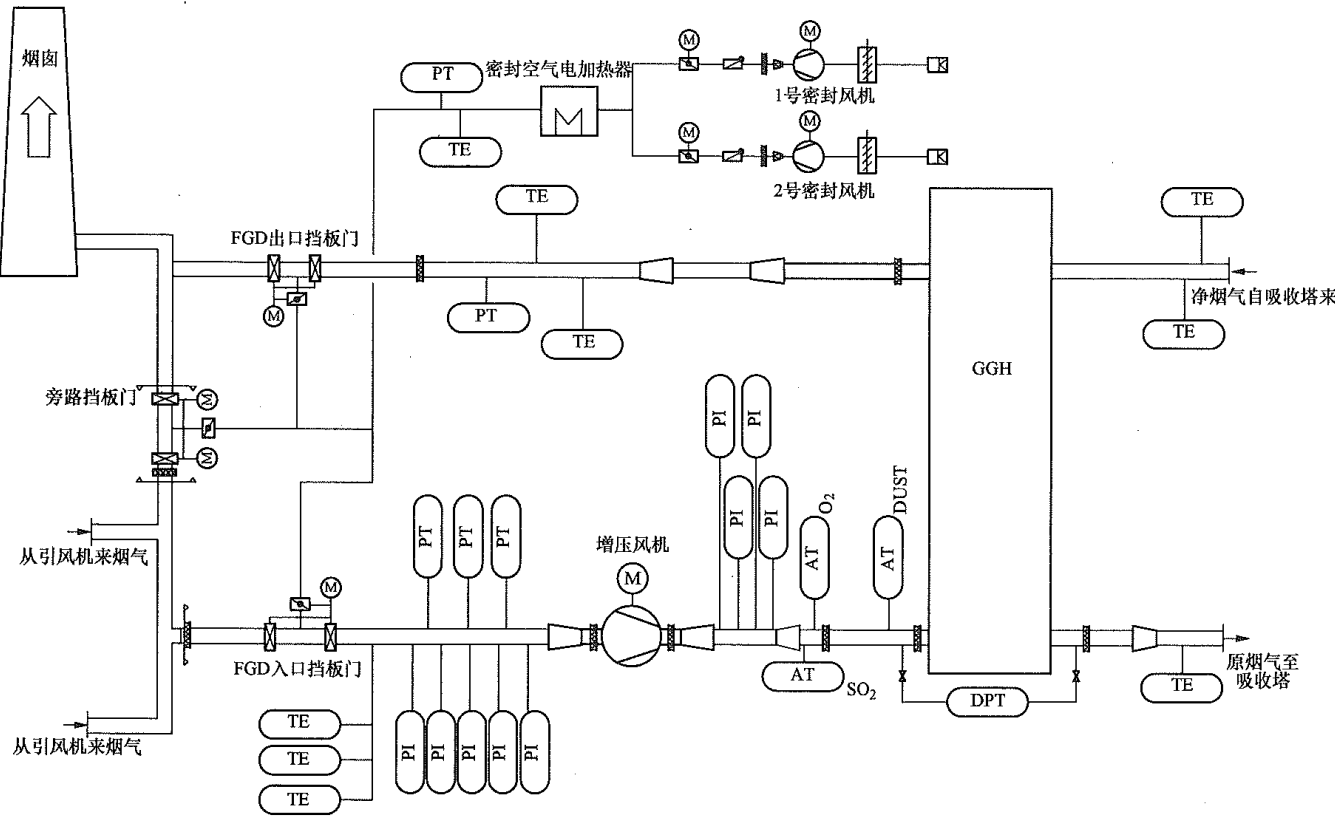 烟囱
PT
密封空气电加热器
M
M
1号密封风机
TE
M
M
M
2号密封风机
TE
TE
FGD出口挡板门
PT
TE
M
净烟气自吸收塔来
TE
GGH
旁路挡板门
M
M
PI
PI
PI
PI
O2
DUST
AT
AT
PT
PT
PT
从引风机来烟气
增压风机
M
M
FGD入口挡板门
AT
SO2
DPT
原烟气至
吸收塔
TE
从引风机来烟气
TE
TE
TE
PI
PI
PI
PI
PI